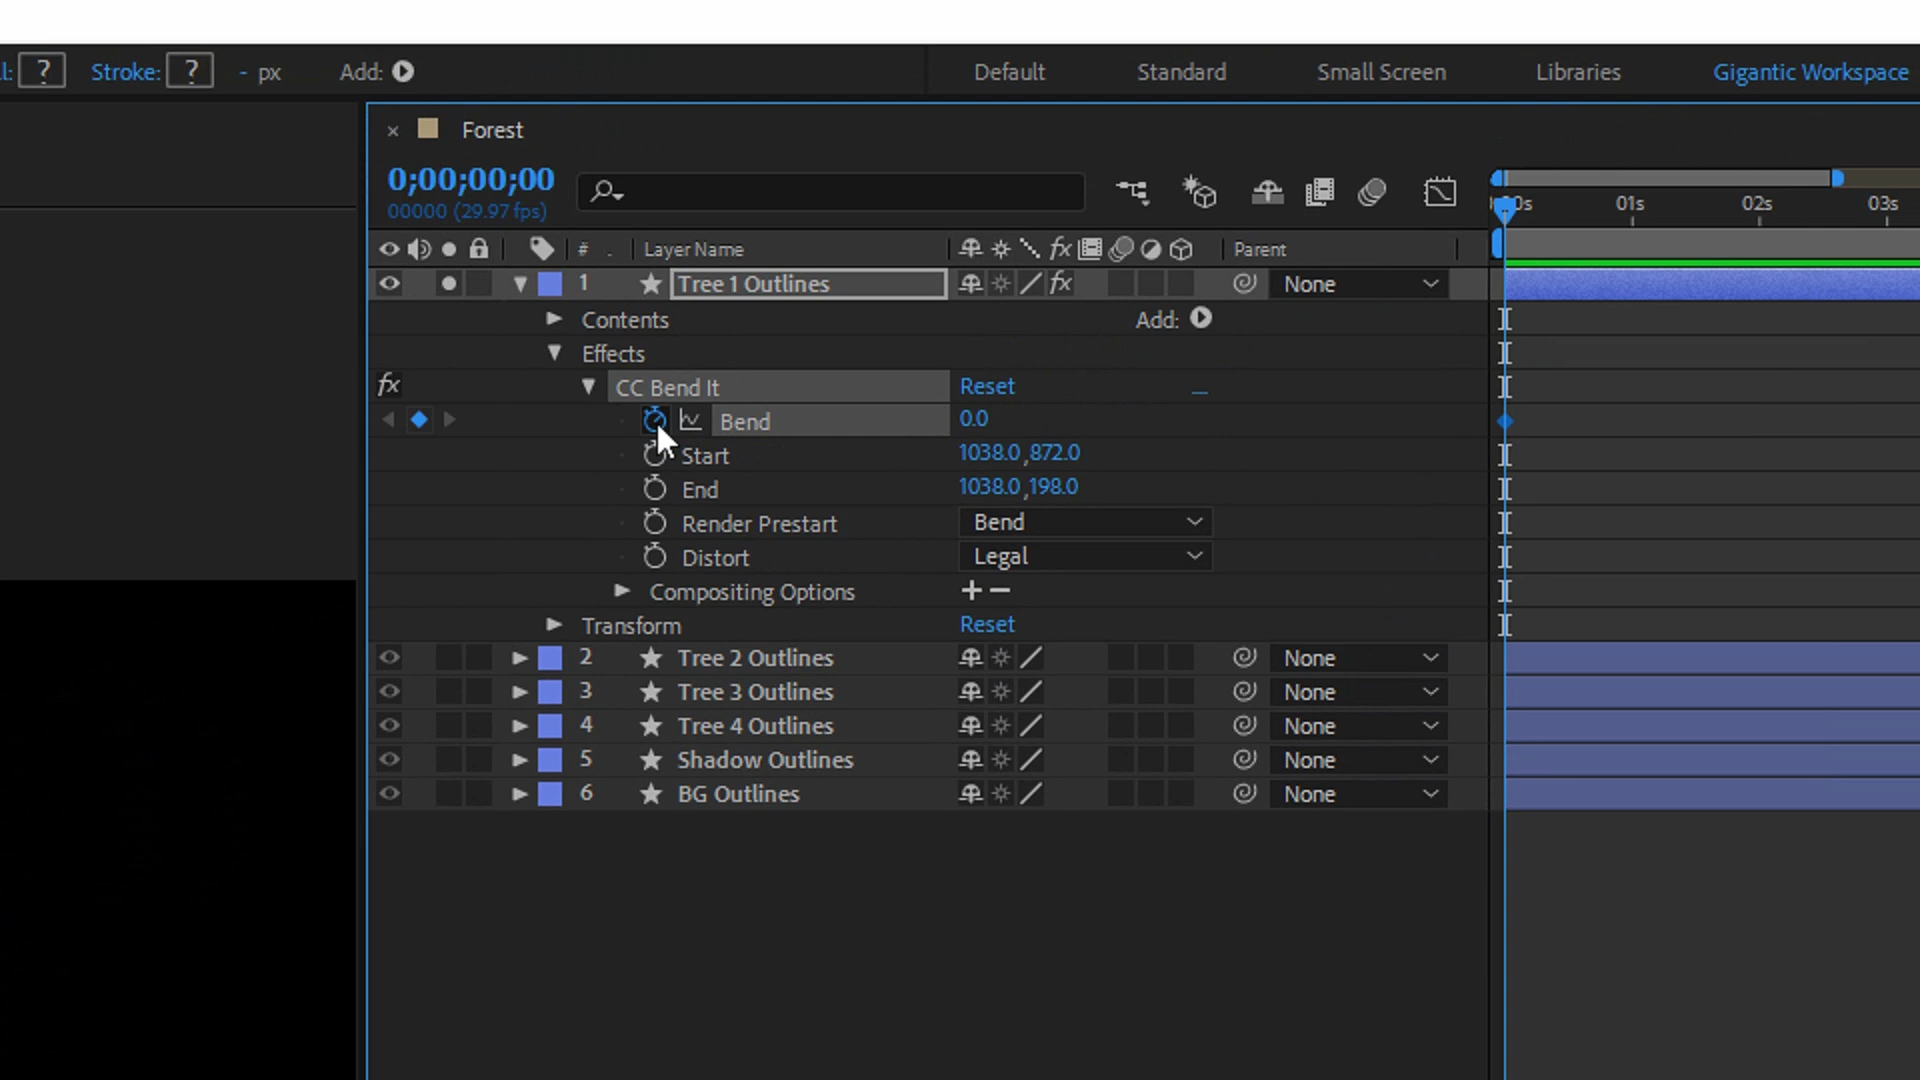 l: ? Stroke: ? - px Add: Default Standard Small Screen Libraries Gigantic Workspace
× Forest
0;00;00;00
00000 (29.97 fps)
00s 01s 02s 03s
# . Layer Name fx Parent
1 Tree 1 Outlines fx None
Contents Add:
Effects
fx CC Bend It Reset
Bend 0.0
Start 1038.0,872.0
End 1038.0,198.0
Render Prestart Bend
Distort Legal
Compositing Options + −
Transform Reset
2 Tree 2 Outlines None
3 Tree 3 Outlines None
4 Tree 4 Outlines None
5 Shadow Outlines None
6 BG Outlines None